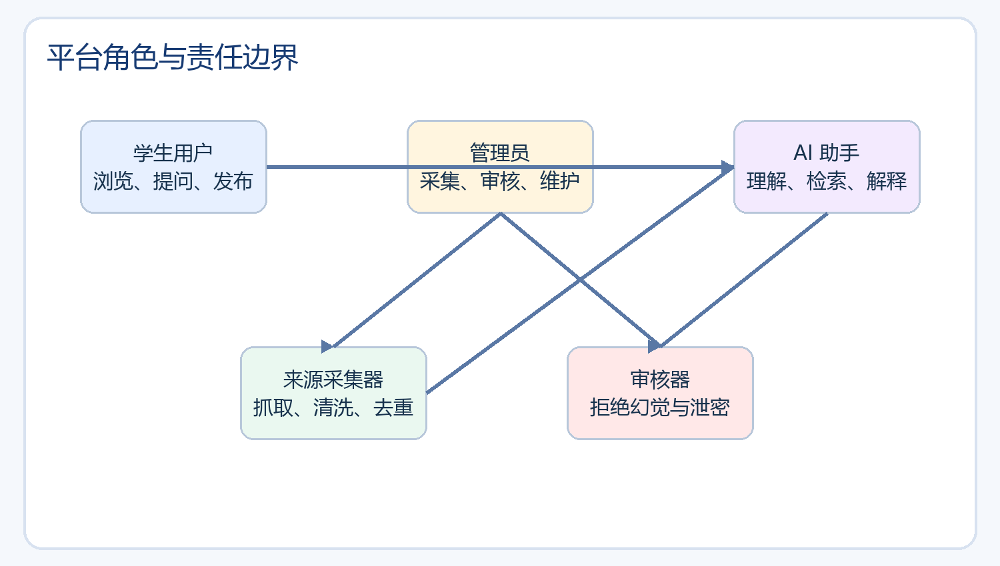 平台角色与责任边界
学生用户
浏览、提问、发布
管理员
采集、审核、维护
AI 助手
理解、检索、解释
来源采集器
抓取、清洗、去重
审核器
拒绝幻觉与泄密